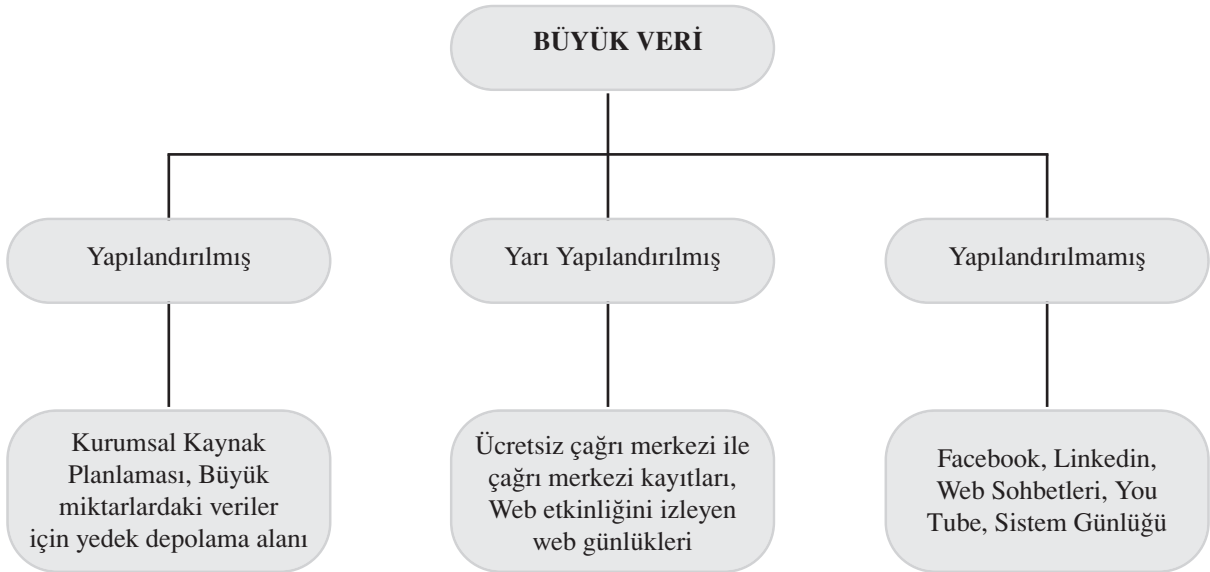 BÜYÜK VERİ
Yapılandırılmış
Yarı Yapılandırılmış
Yapılandırılmamış
Kurumsal Kaynak
Planlaması, Büyük
miktarlardaki veriler
için yedek depolama alanı
Ücretsiz çağrı merkezi ile
çağrı merkezi kayıtları,
Web etkinliğini izleyen
web günlükleri
Facebook, Linkedin,
Web Sohbetleri, You
Tube, Sistem Günlüğü